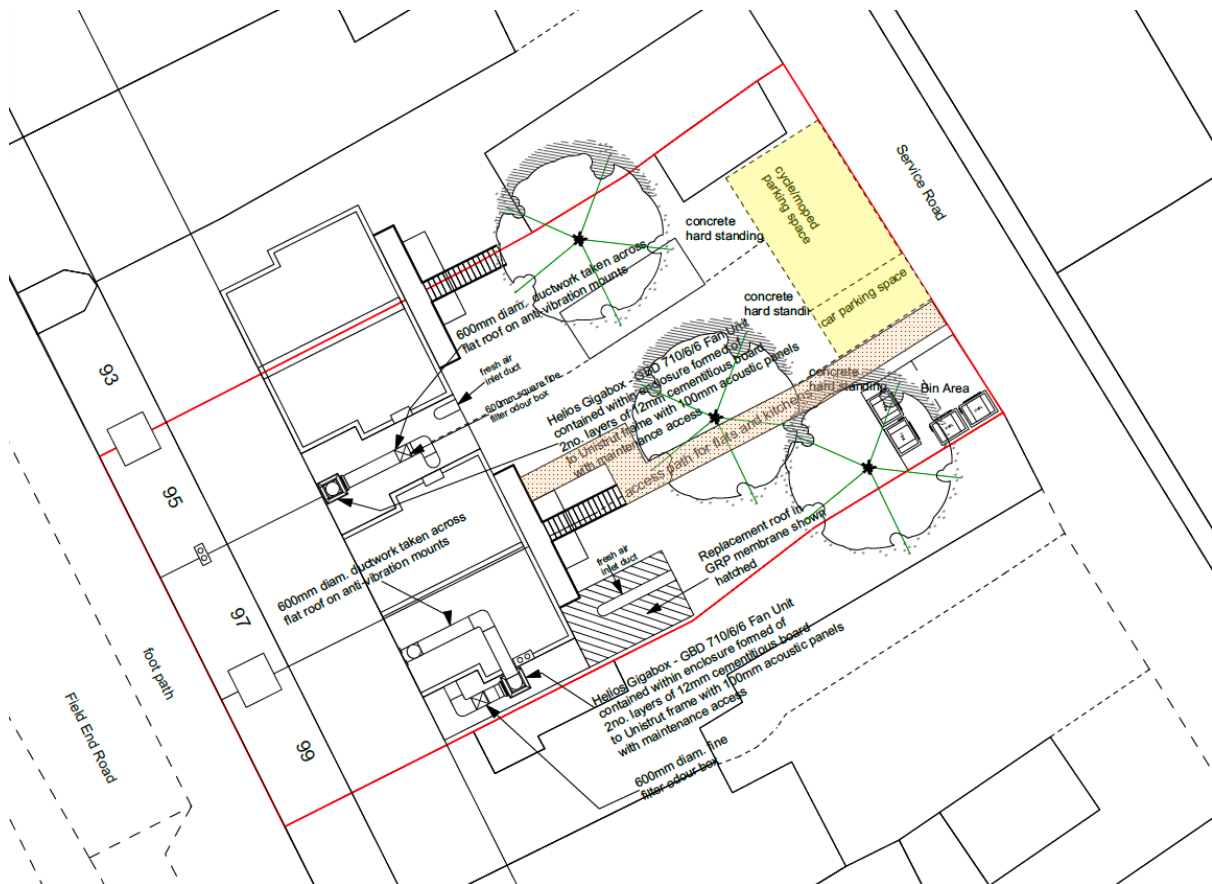 Service Road
cycle/moped
parking space
car parking space
concrete
hard standing
concrete
hard standing
concrete
hard standing
Bin Area
600mm diam. ductwork taken across
flat roof on anti-vibration mounts
fresh air
inlet duct
600mm square fine
filter odour box
Helios Gigabox - GBD 710/6/6 Fan Unit
contained within enclosure formed of
2no. layers of 12mm cementitious board
to Unistrut frame with 100mm acoustic panels
with maintenance access
access path for flats and kitchens
93
95
97
99
600mm diam. ductwork taken across
flat roof on anti-vibration mounts
fresh air
inlet duct
Replacement roof in
GRP membrane shown
hatched
Helios Gigabox - GBD 710/6/6 Fan Unit
contained within enclosure formed of
2no. layers of 12mm cementitious board
to Unistrut frame with 100mm acoustic panels
with maintenance access
600mm diam. fine
filter odour box
foot path
Field End Road